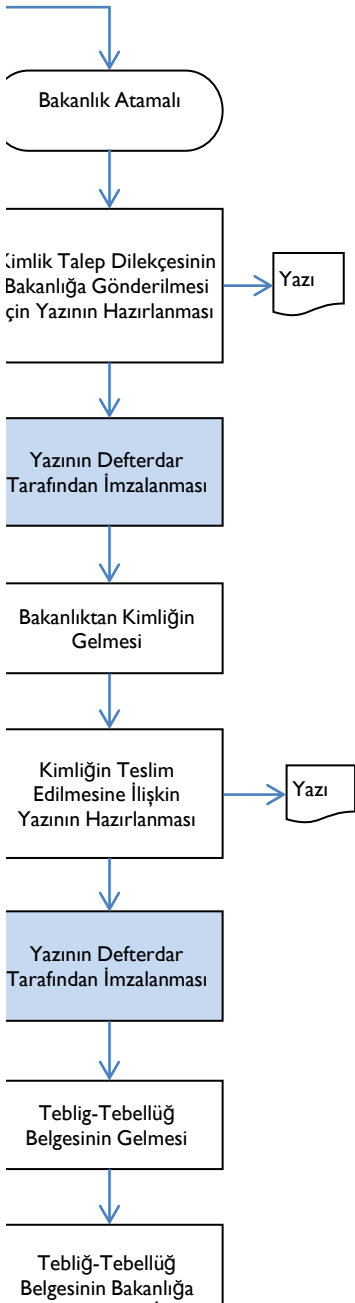 Bakanlık Atamalı
Kimlik Talep Dilekçesinin
Bakanlığa Gönderilmesi
İçin Yazının Hazırlanması
Yazı
Yazının Defterdar
Tarafından İmzalanması
Bakanlıktan Kimliğin
Gelmesi
Kimliğin Teslim
Edilmesine İlişkin
Yazının Hazırlanması
Yazı
Yazının Defterdar
Tarafından İmzalanması
Teblig-Tebellüğ
Belgesinin Gelmesi
Tebliğ-Tebellüğ
Belgesinin Bakanlığa